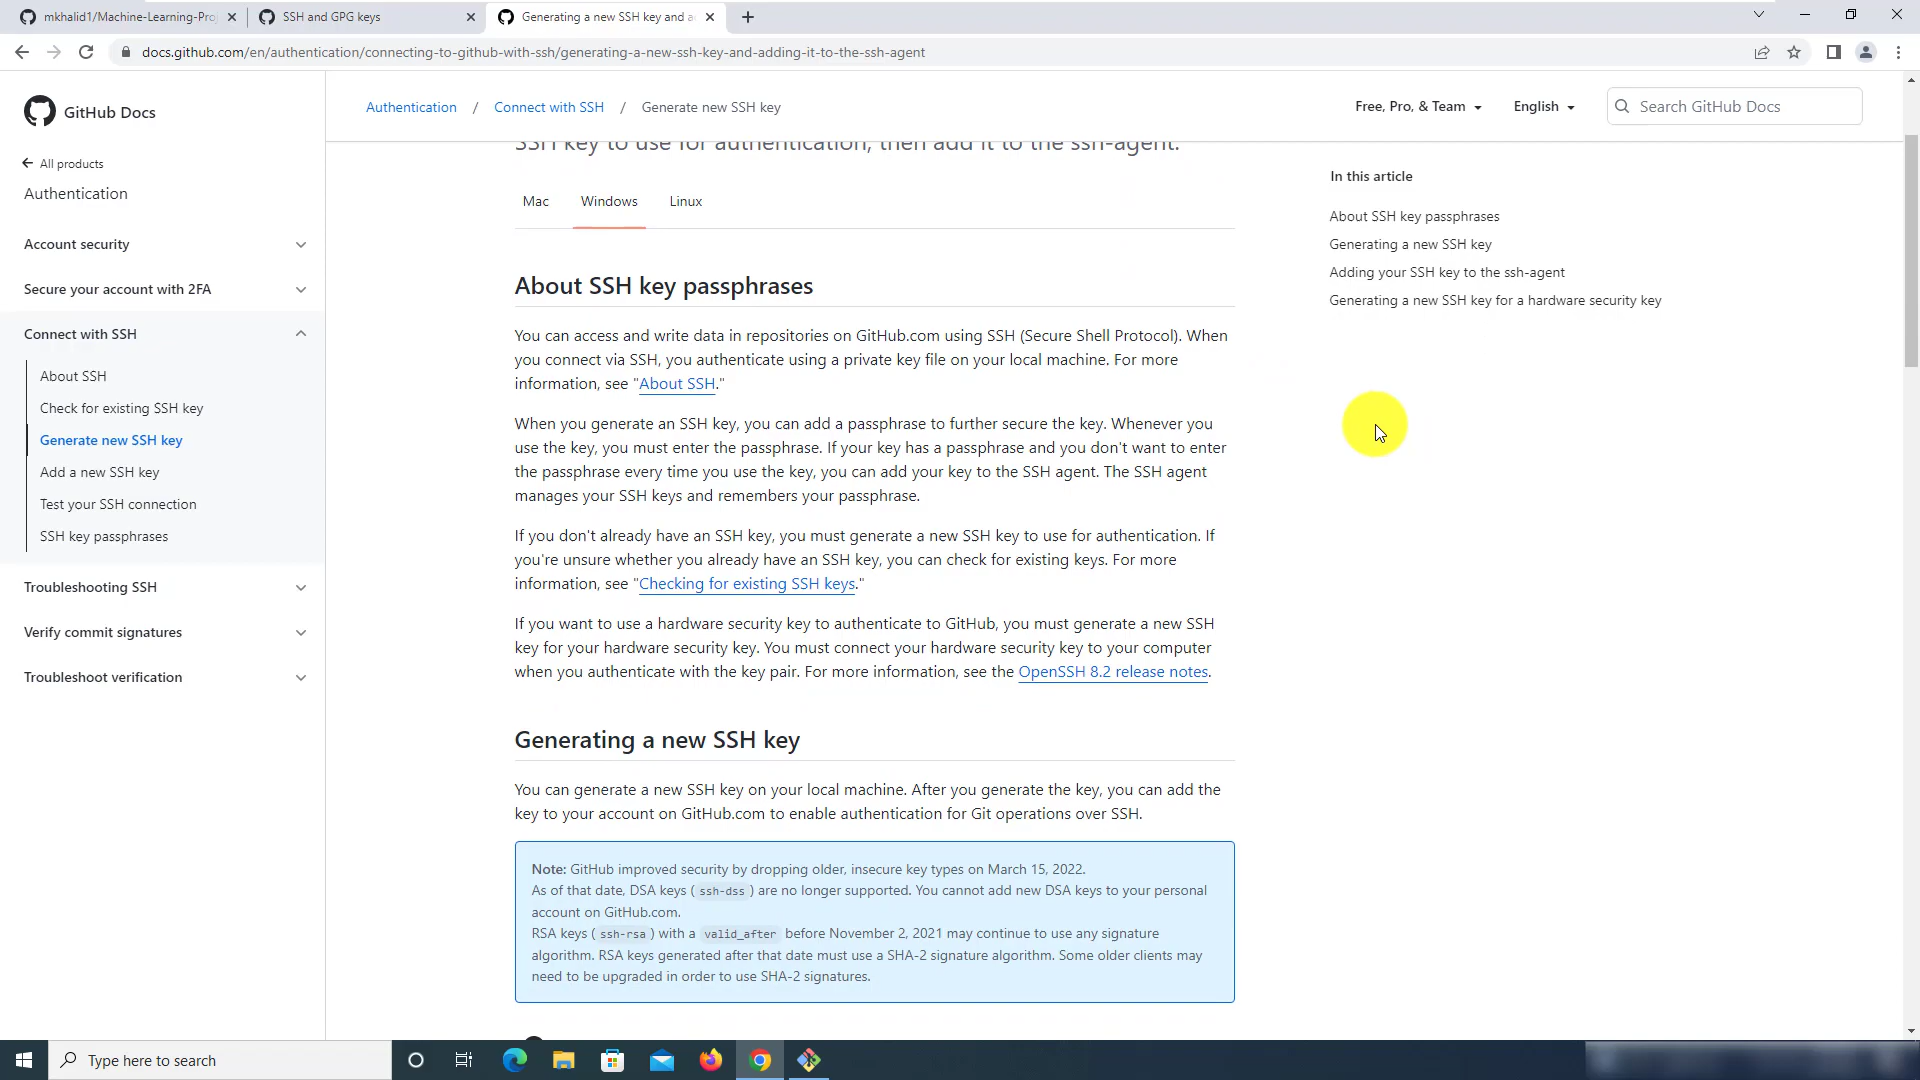 mkhalid1/Machine-Learning-Pro
SSH and GPG keys
Generating a new SSH key and a
docs.github.com/en/authentication/connecting-to-github-with-ssh/generating-a-new-ssh-key-and-adding-it-to-the-ssh-agent
GitHub Docs
Authentication / Connect with SSH / Generate new SSH key
Free, Pro, & Team
English
Search GitHub Docs
All products
Authentication
Account security
Secure your account with 2FA
Connect with SSH
About SSH
Check for existing SSH key
Generate new SSH key
Add a new SSH key
Test your SSH connection
SSH key passphrases
Troubleshooting SSH
Verify commit signatures
Troubleshoot verification
SSH key to use for authentication, then add it to the ssh-agent.
Mac Windows Linux
About SSH key passphrases
You can access and write data in repositories on GitHub.com using SSH (Secure Shell Protocol). When
you connect via SSH, you authenticate using a private key file on your local machine. For more
information, see "About SSH."
When you generate an SSH key, you can add a passphrase to further secure the key. Whenever you
use the key, you must enter the passphrase. If your key has a passphrase and you don't want to enter
the passphrase every time you use the key, you can add your key to the SSH agent. The SSH agent
manages your SSH keys and remembers your passphrase.
If you don't already have an SSH key, you must generate a new SSH key to use for authentication. If
you're unsure whether you already have an SSH key, you can check for existing keys. For more
information, see "Checking for existing SSH keys."
If you want to use a hardware security key to authenticate to GitHub, you must generate a new SSH
key for your hardware security key. You must connect your hardware security key to your computer
when you authenticate with the key pair. For more information, see the OpenSSH 8.2 release notes.
Generating a new SSH key
You can generate a new SSH key on your local machine. After you generate the key, you can add the
key to your account on GitHub.com to enable authentication for Git operations over SSH.
Note: GitHub improved security by dropping older, insecure key types on March 15, 2022.
As of that date, DSA keys ( ssh-dss ) are no longer supported. You cannot add new DSA keys to your personal
account on GitHub.com.
RSA keys ( ssh-rsa ) with a valid_after before November 2, 2021 may continue to use any signature
algorithm. RSA keys generated after that date must use a SHA-2 signature algorithm. Some older clients may
need to be upgraded in order to use SHA-2 signatures.
In this article
About SSH key passphrases
Generating a new SSH key
Adding your SSH key to the ssh-agent
Generating a new SSH key for a hardware security key
Type here to search